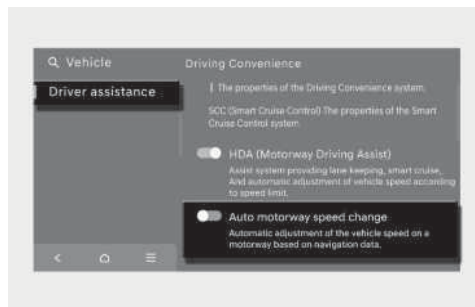 Vehicle
Driver assistance
Driving Convenience
The properties of the Driving Convenience system.
SCC (Smart Cruise Control) The properties of the Smart
Cruise Control system
HDA (Motorway Driving Assist)
Assist system providing lane keeping, smart cruise,
And automatic adjustment of vehicle speed according
to speed limit.
Auto motorway speed change
Automatic adjustment of the vehicle speed on a
motorway based on navigation data.